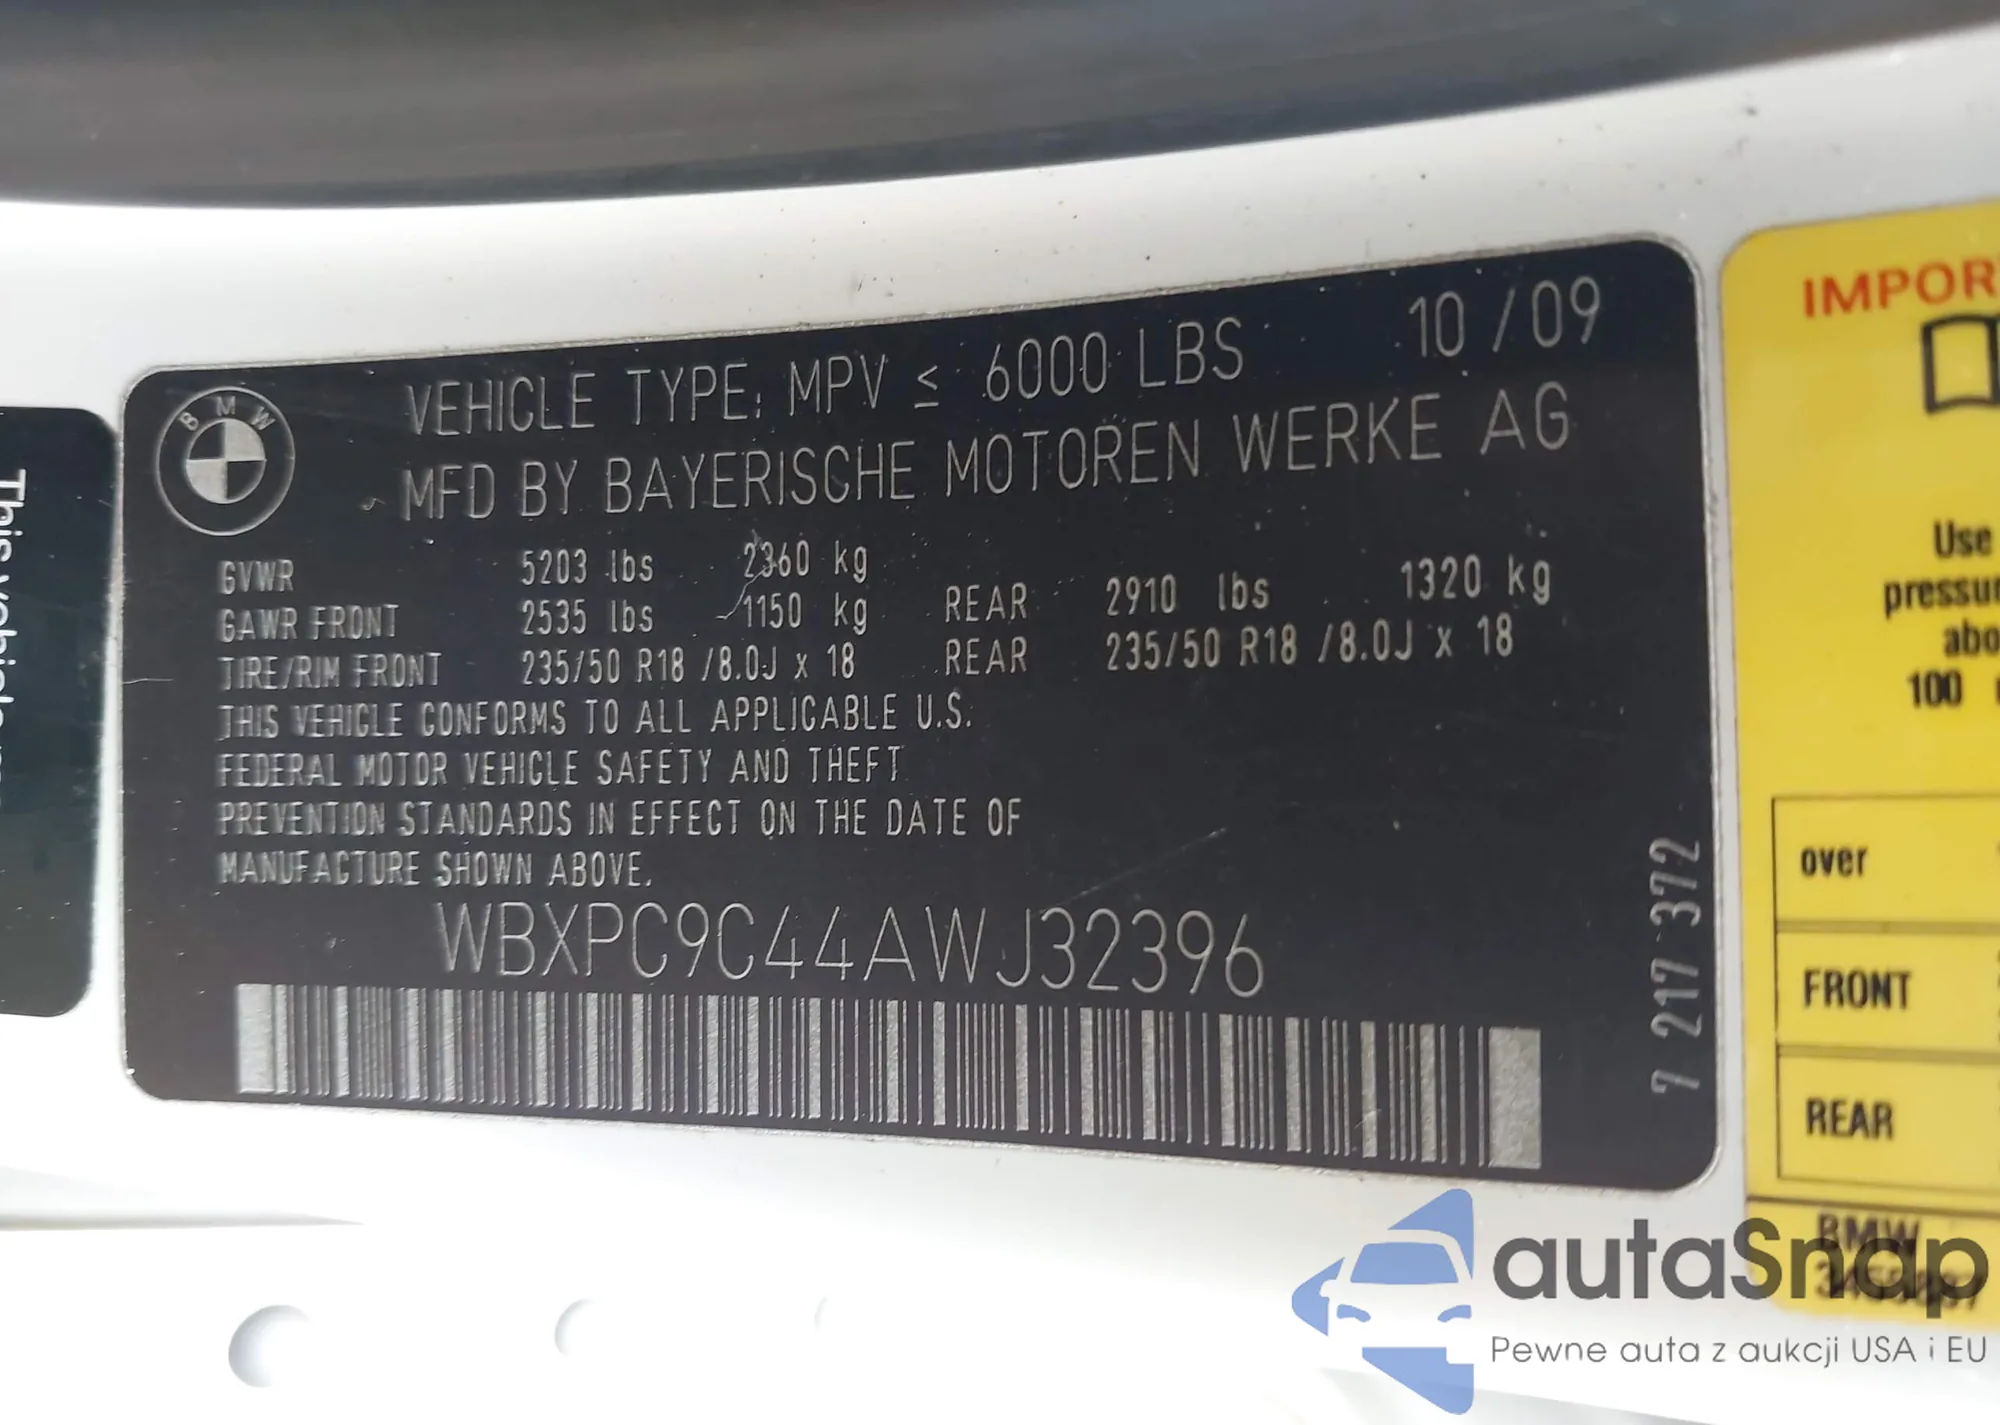 BMW
VEHICLE TYPE: MPV ≤ 6000 LBS 10/09
MFD BY BAYERISCHE MOTOREN WERKE AG
GVWR 5203 lbs 2360 kg
GAWR FRONT 2535 lbs 1150 kg REAR 2910 lbs 1320 kg
TIRE/RIM FRONT 235/50 R18 /8.0J x 18 REAR 235/50 R18 /8.0J x 18
THIS VEHICLE CONFORMS TO ALL APPLICABLE U.S.
FEDERAL MOTOR VEHICLE SAFETY AND THEFT
PREVENTION STANDARDS IN EFFECT ON THE DATE OF
MANUFACTURE SHOWN ABOVE.
WBXPC9C44AWJ32396
7 217 372
This vehicle
IMPOR
Use
pressu
abo
100
over
FRONT
REAR
BMW
autaSnap
Pewne auta z aukcji USA i EU